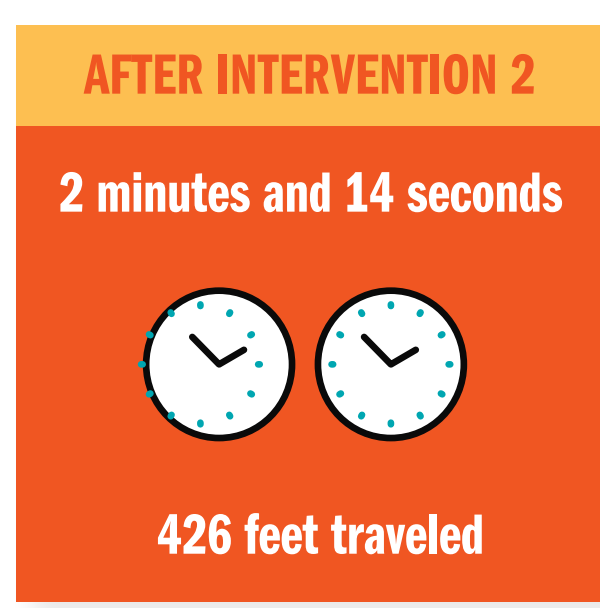 AFTER INTERVENTION 2
2 minutes and 14 seconds
426 feet traveled